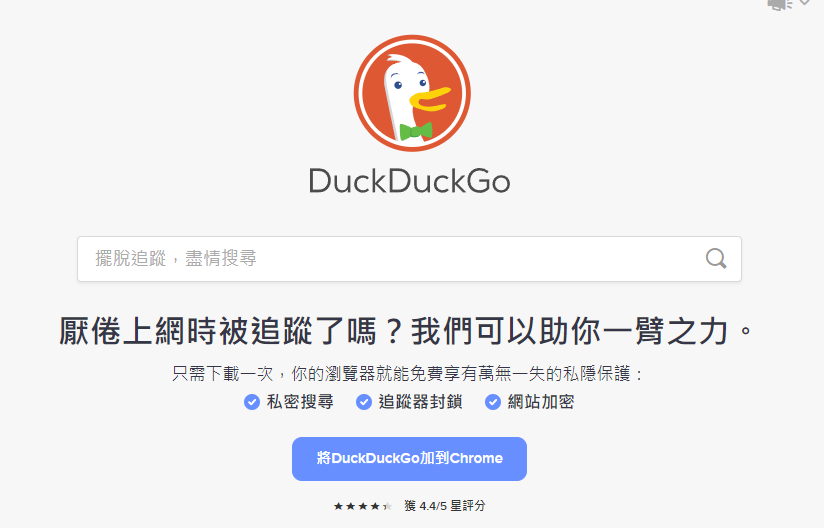 DuckDuckGo
擺脫追蹤，盡情搜尋
厭倦上網時被追蹤了嗎？我們可以助你一臂之力。
只需下載一次，你的瀏覽器就能免費享有萬無一失的私隱保護：
私密搜尋 追蹤器封鎖 網站加密
將DuckDuckGo加到Chrome
★★★★⯨ 獲 4.4/5 星評分